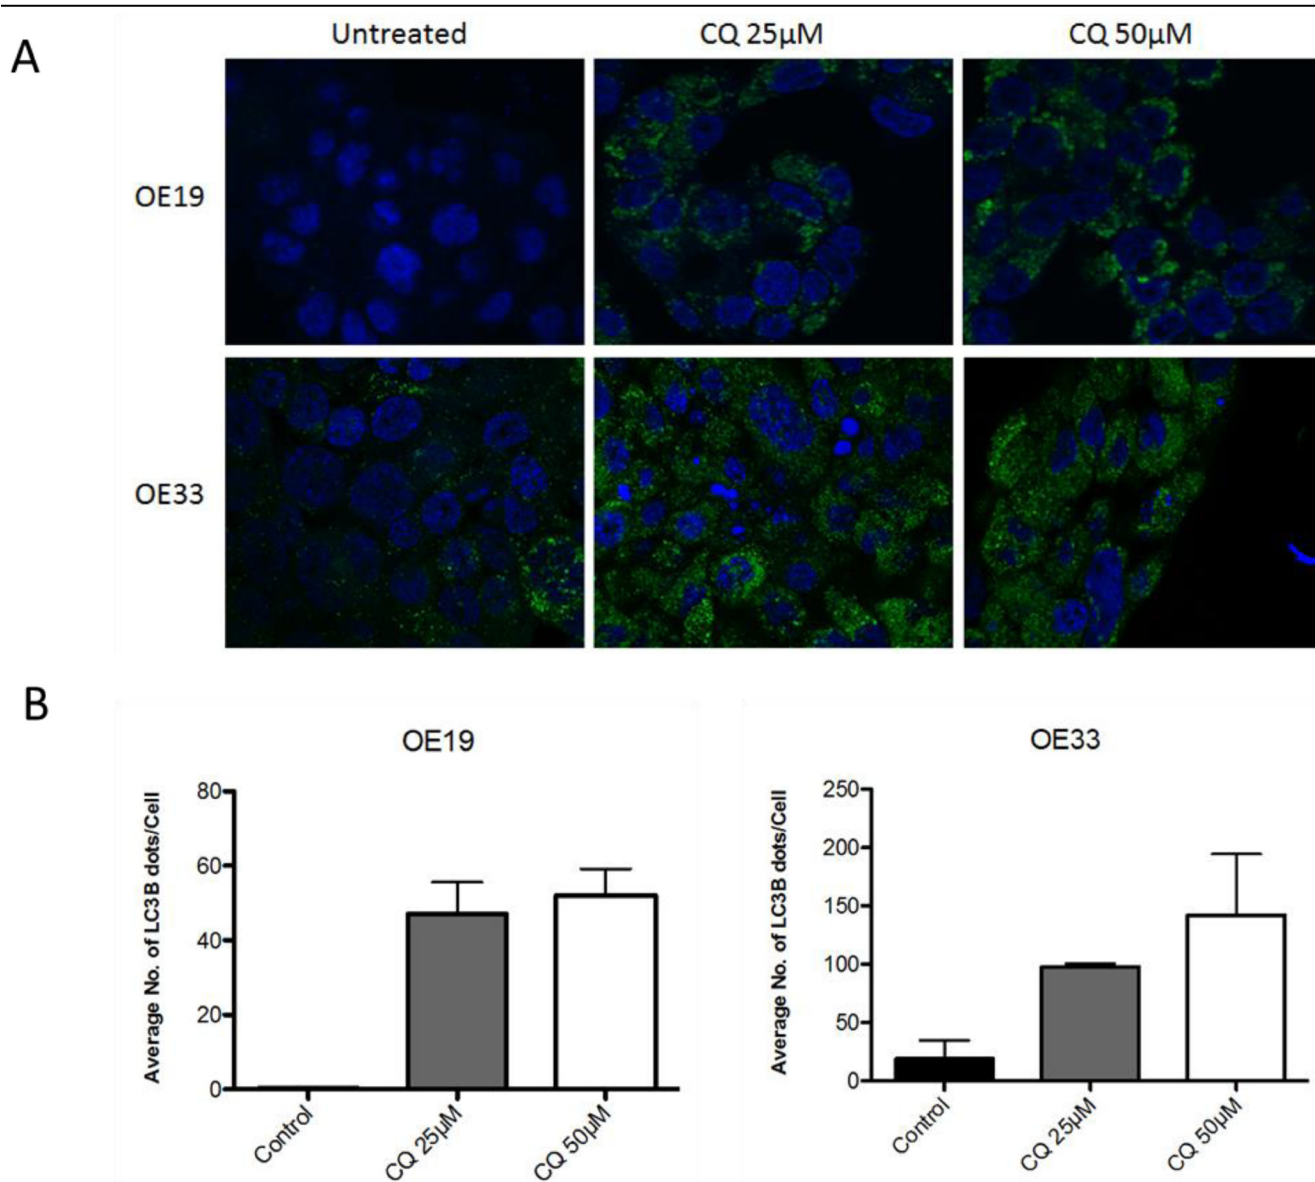 A
Untreated
CQ 25µM
CQ 50µM
OE19
OE33
B
OE19
Average No. of LC3B dots/Cell
80
60
40
20
0
Control
CQ 25µM
CQ 50µM
OE33
Average No. of LC3B dots/Cell
250
200
150
100
50
0
Control
CQ 25µM
CQ 50µM